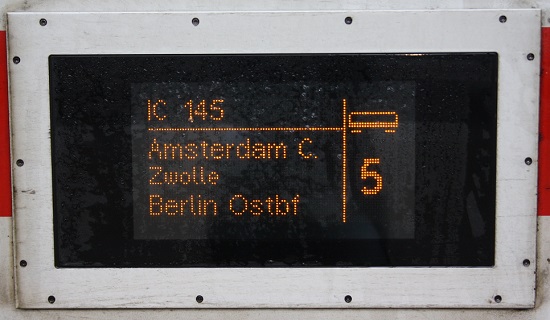 IC 145
Amsterdam C.
Zwolle
Berlin Ostbf
5